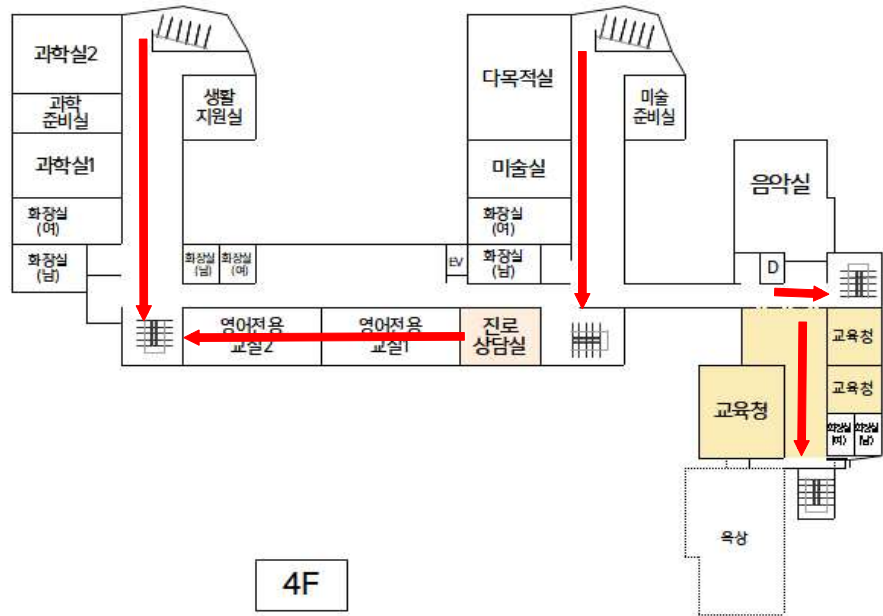 과학실2
과학
준비실
과학실1
화장실
(여)
화장실
(남)
생활
지원실
화장실
(남)
화장실
(여)
EV
다목적실
미술실
화장실
(여)
화장실
(남)
미술
준비실
음악실
D
영어전용
교실2
영어전용
교실1
진로
상담실
교육청
교육청
교육청
화장실
(여)
화장실
(남)
옥상
4F